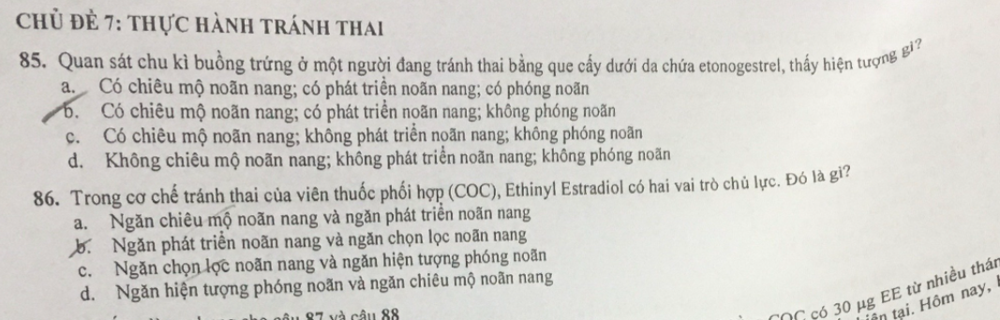 CHỦ ĐỀ 7: THỰC HÀNH TRÁNH THAI
85. Quan sát chu kì buồng trứng ở một người đang tránh thai bằng que cấy dưới da chứa etonogestrel, thấy hiện tượng gì?
a. Có chiêu mộ noãn nang; có phát triển noãn nang; có phóng noãn
b. Có chiêu mộ noãn nang; có phát triển noãn nang; không phóng noãn
c. Có chiêu mộ noãn nang; không phát triển noãn nang; không phóng noãn
d. Không chiêu mộ noãn nang; không phát triển noãn nang; không phóng noãn
86. Trong cơ chế tránh thai của viên thuốc phối hợp (COC), Ethinyl Estradiol có hai vai trò chủ lực. Đó là gì?
a. Ngăn chiêu mộ noãn nang và ngăn phát triển noãn nang
b. Ngăn phát triển noãn nang và ngăn chọn lọc noãn nang
c. Ngăn chọn lọc noãn nang và ngăn hiện tượng phóng noãn
d. Ngăn hiện tượng phóng noãn và ngăn chiêu mộ noãn nang
câu 87 và câu 88
COC có 30 µg EE từ nhiều
tại. Hôm nay,